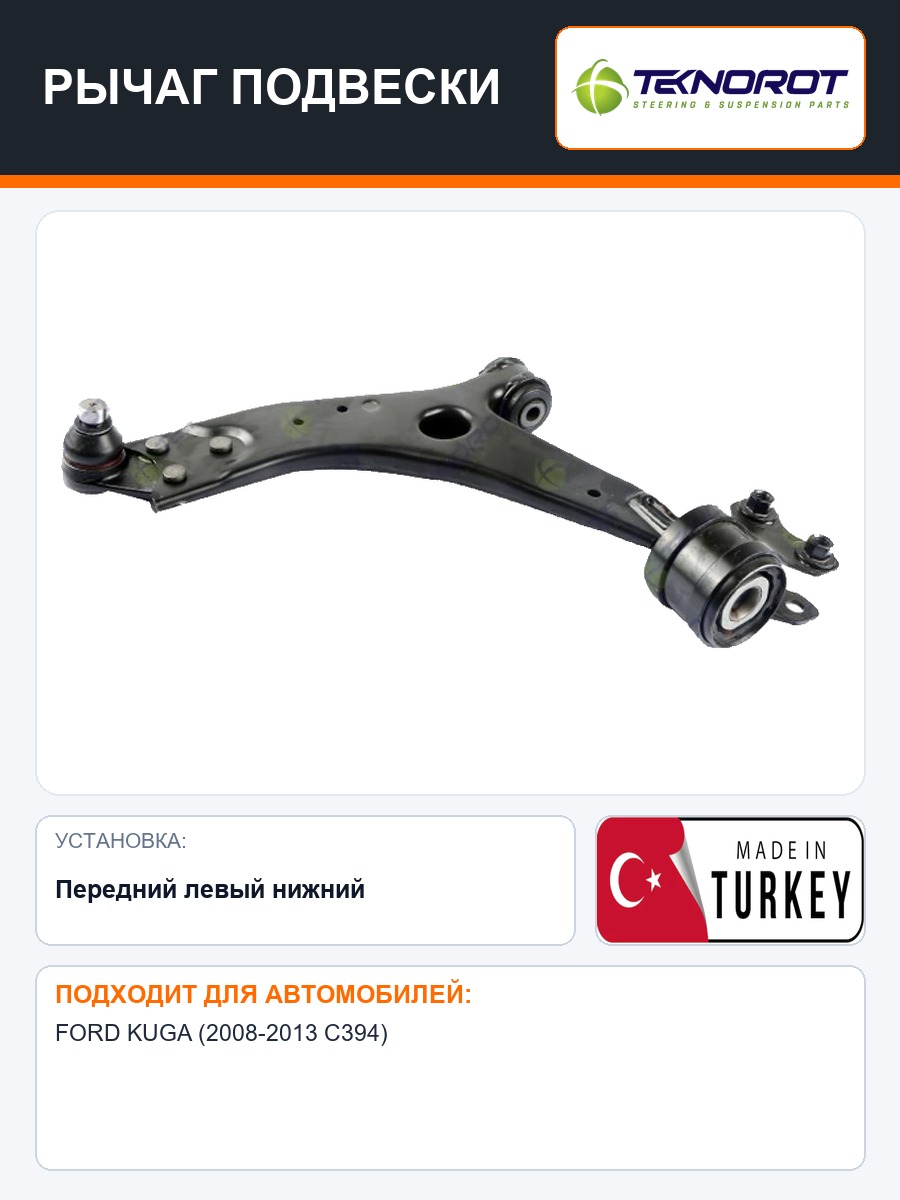 РЫЧАГ ПОДВЕСКИ
TEKNOROT
STEERING & SUSPENSION PARTS
УСТАНОВКА:
Передний левый нижний
MADE IN
TURKEY
ПОДХОДИТ ДЛЯ АВТОМОБИЛЕЙ:
FORD KUGA (2008-2013 C394)